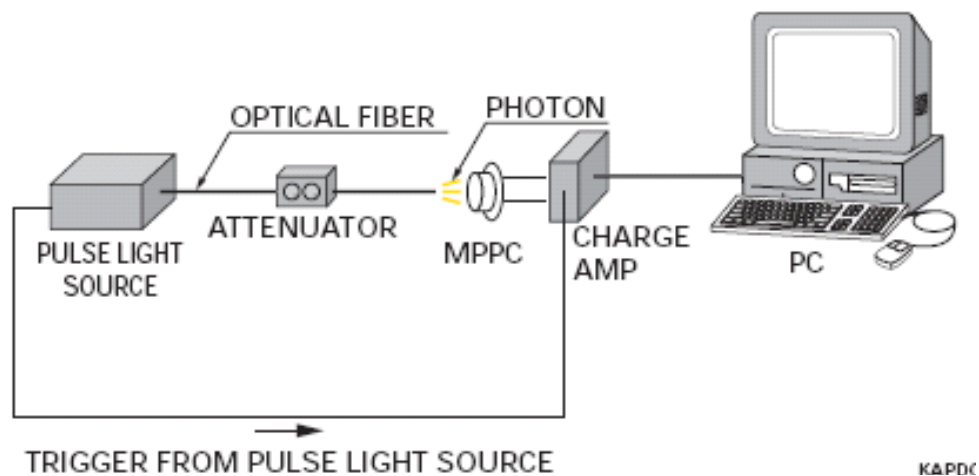 OPTICAL FIBER
PHOTON
ATTENUATOR
PULSE LIGHT
SOURCE
MPPC
CHARGE
AMP
PC
TRIGGER FROM PULSE LIGHT SOURCE